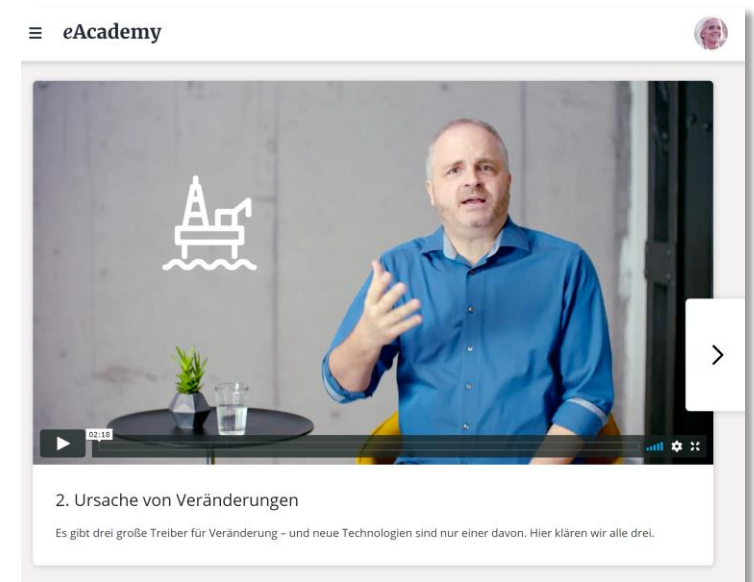 eAcademy
02:18
2. Ursache von Veränderungen
Es gibt drei große Treiber für Veränderung – und neue Technologien sind nur einer davon. Hier klären wir alle drei.